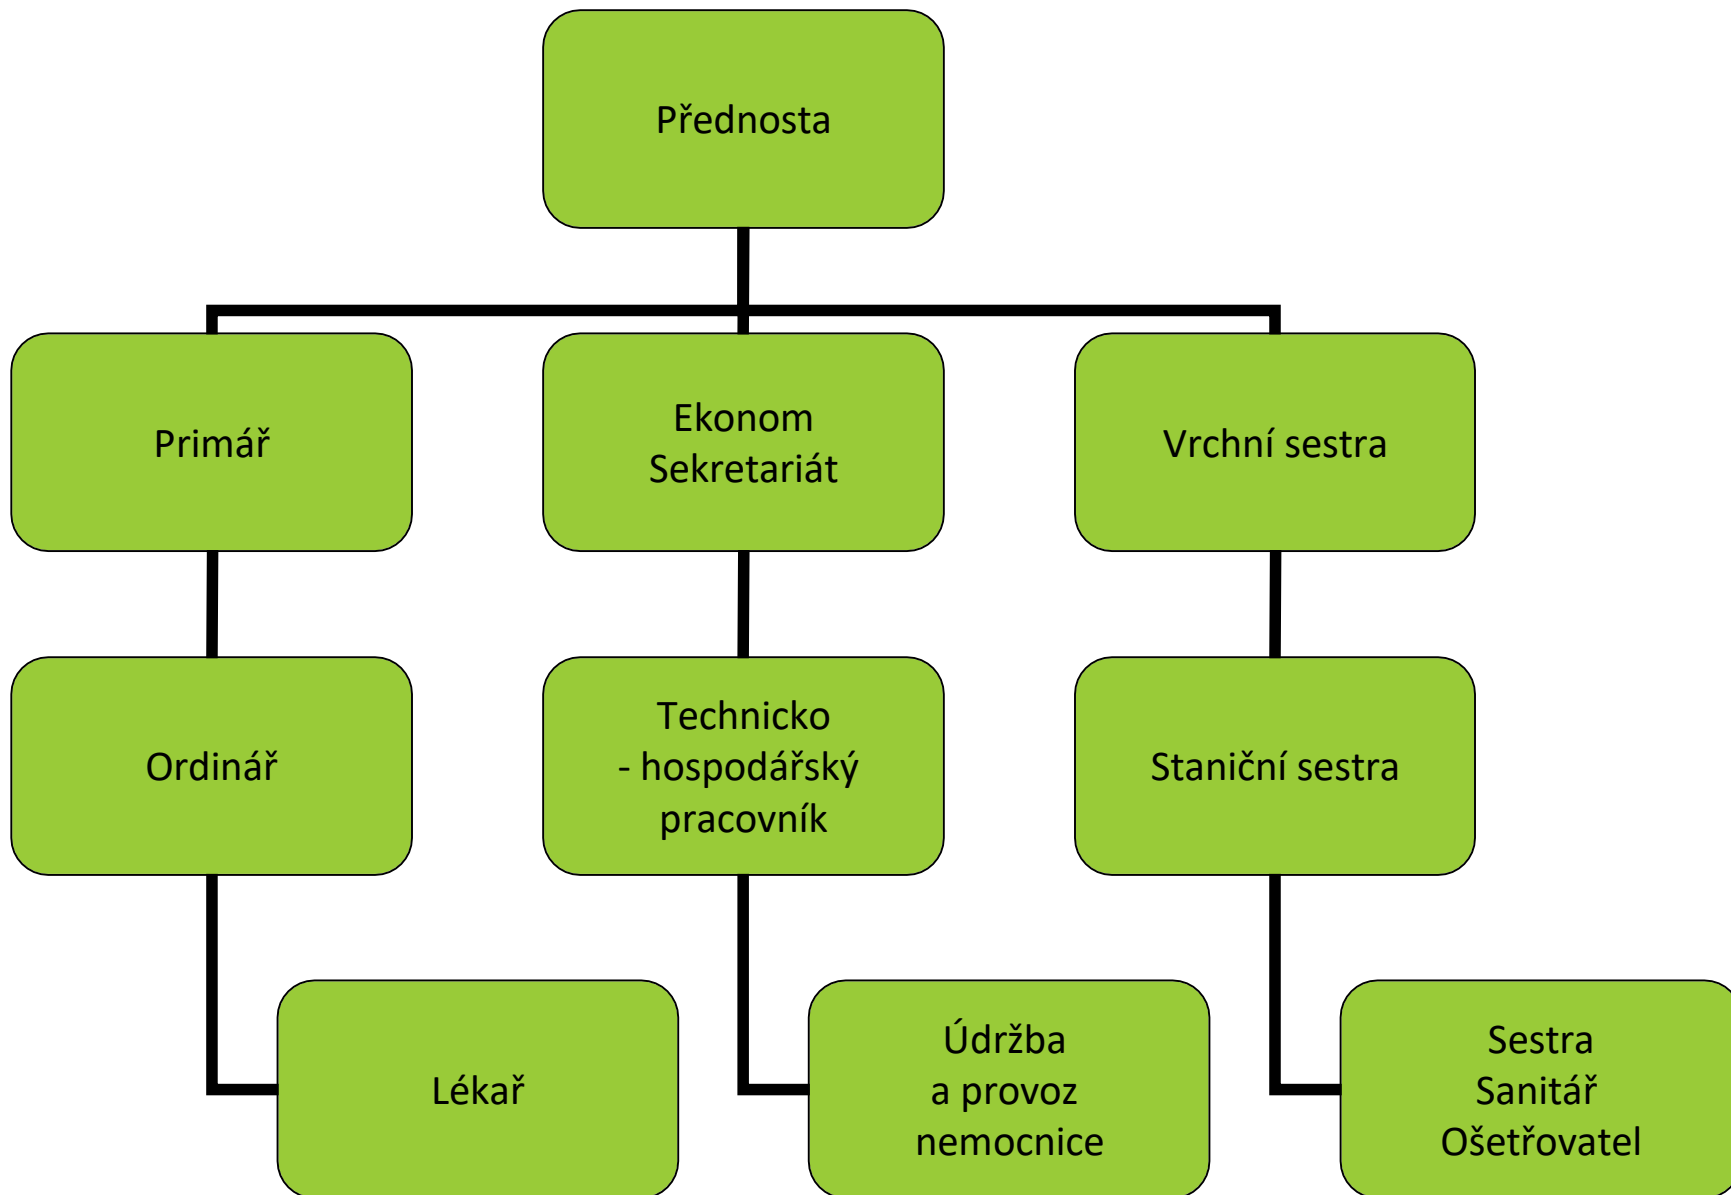 Přednosta
Primář
Ekonom
Sekretariát
Vrchní sestra
Ordinář
Technicko
- hospodářský
pracovník
Staniční sestra
Lékař
Údržba
a provoz
nemocnice
Sestra
Sanitář
Ošetřovatel